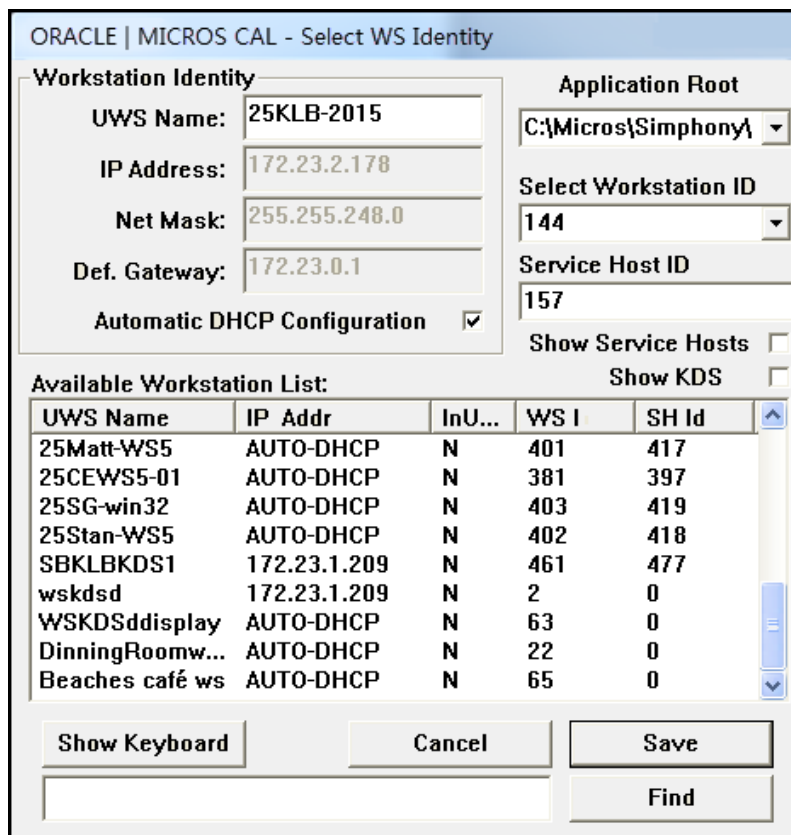 ORACLE | MICROS CAL - Select WS Identity
Workstation Identity
UWS Name: 25KLB-2015
IP Address: 172.23.2.178
Net Mask: 255.255.248.0
Def. Gateway: 172.23.0.1
Automatic DHCP Configuration
Application Root
C:\Micros\Simphony\
Select Workstation ID
144
Service Host ID
157
Show Service Hosts
Show KDS
Available Workstation List:
UWS Name IP Addr InU... WS I SH Id
25Matt-WS5 AUTO-DHCP N 401 417
25CEWS5-01 AUTO-DHCP N 381 397
25SG-win32 AUTO-DHCP N 403 419
25Stan-WS5 AUTO-DHCP N 402 418
SBKLBKDS1 172.23.1.209 N 461 477
wskdsd 172.23.1.209 N 2 0
WSKDSddisplay AUTO-DHCP N 63 0
DinningRoomw... AUTO-DHCP N 22 0
Beaches café ws AUTO-DHCP N 65 0
Show Keyboard Cancel Save
Find